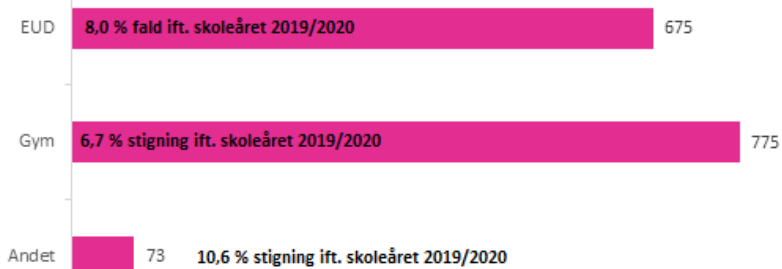 EUD 8,0 % fald ift. skoleåret 2019/2020 675
Gym 6,7 % stigning ift. skoleåret 2019/2020 775
Andet 73 10,6 % stigning ift. skoleåret 2019/2020